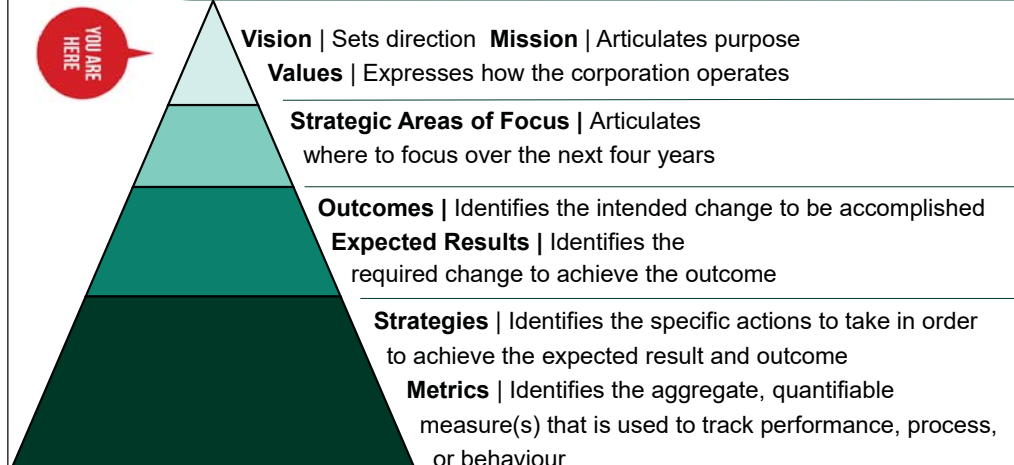 YOU ARE
HERE
Vision | Sets direction Mission | Articulates purpose
Values | Expresses how the corporation operates
Strategic Areas of Focus | Articulates
where to focus over the next four years
Outcomes | Identifies the intended change to be accomplished
Expected Results | Identifies the
required change to achieve the outcome
Strategies | Identifies the specific actions to take in order
to achieve the expected result and outcome
Metrics | Identifies the aggregate, quantifiable
measure(s) that is used to track performance, process,
or behaviour